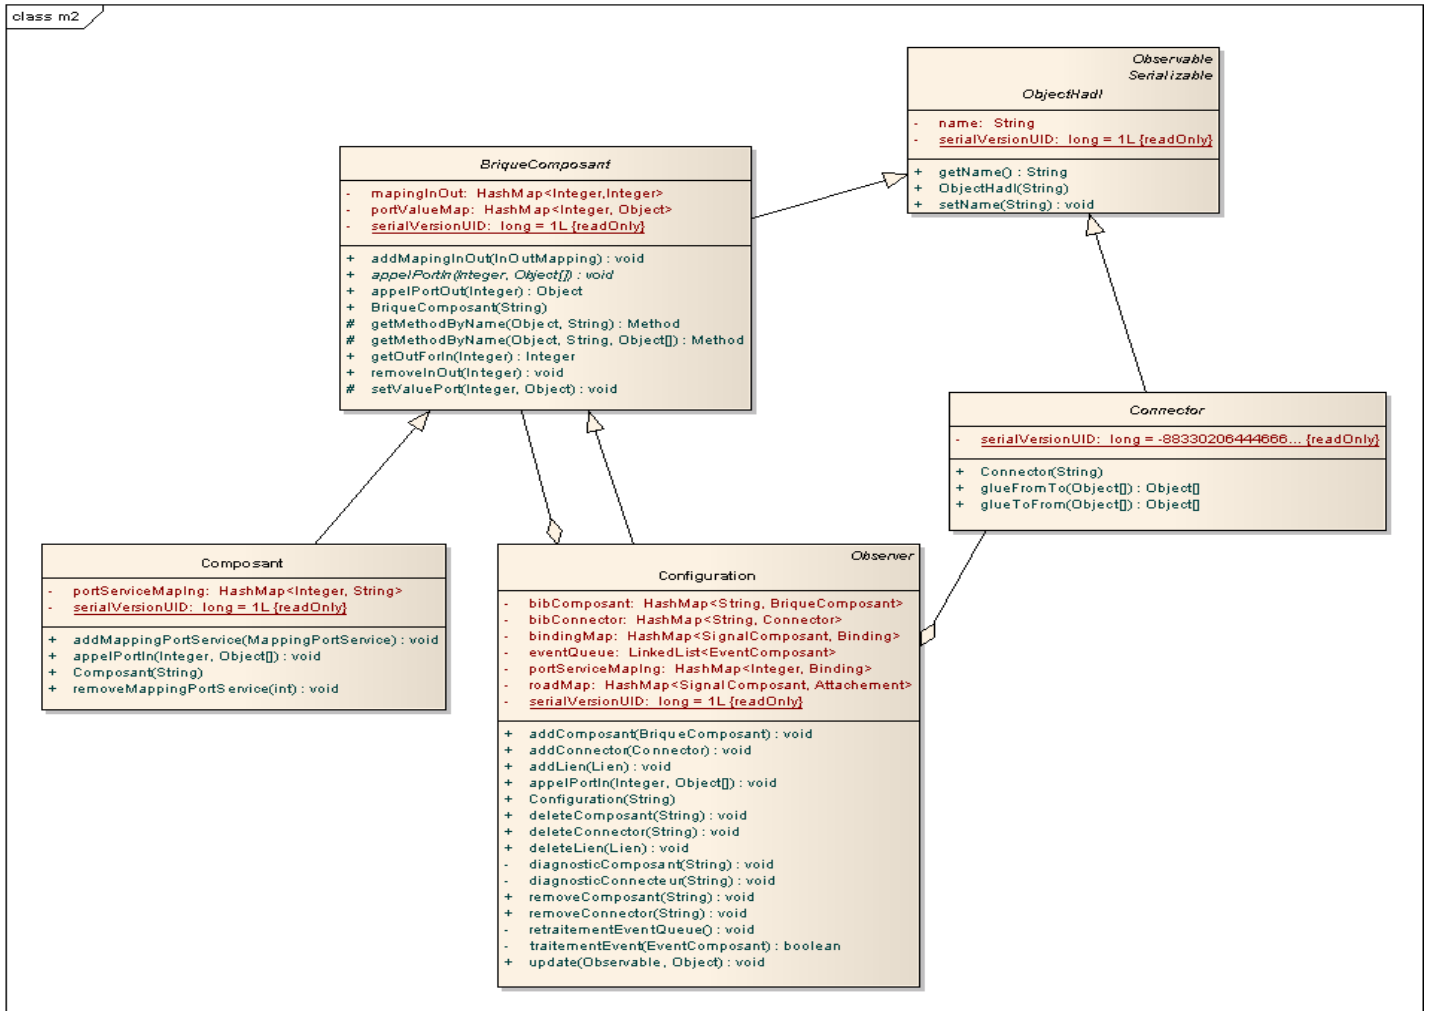 class m2
Observable
Serializable
ObjectHadl
- name: String
- serialVersionUID: long = 1L {readOnly}
+ getName() : String
+ ObjectHadl(String)
+ setName(String) : void
BriqueComposant
- mapingInOut: HashMap<Integer,Integer>
- portValueMap: HashMap<Integer, Object>
- serialVersionUID: long = 1L {readOnly}
+ addMapingInOut(InOutMapping) : void
+ appelPortIn(Integer, Object[]) : void
+ appelPortOut(Integer) : Object
+ BriqueComposant(String)
# getMethodByName(Object, String) : Method
# getMethodByName(Object, String, Object[]) : Method
+ getOutForIn(Integer) : Integer
+ removeInOut(Integer) : void
# setValuePort(Integer, Object) : void
Connector
- serialVersionUID: long = -88330206444666... {readOnly}
+ Connector(String)
+ glueFromTo(Object[]) : Object[]
+ glueToFrom(Object[]) : Object[]
Composant
- portServiceMapIng: HashMap<Integer, String>
- serialVersionUID: long = 1L {readOnly}
+ addMappingPortService(MappingPortService) : void
+ appelPortIn(Integer, Object[]) : void
+ Composant(String)
+ removeMappingPortService(int) : void
Observer
Configuration
- bibComposant: HashMap<String, BriqueComposant>
- bibConnector: HashMap<String, Connector>
- bindingMap: HashMap<SignalComposant, Binding>
- eventQueue: LinkedList<EventComposant>
- portServiceMapIng: HashMap<Integer, Binding>
- roadMap: HashMap<SignalComposant, Attachement>
- serialVersionUID: long = 1L {readOnly}
+ addComposant(BriqueComposant) : void
+ addConnector(Connector) : void
+ addLien(Lien) : void
+ appelPortIn(Integer, Object[]) : void
+ Configuration(String)
+ deleteComposant(String) : void
+ deleteConnector(String) : void
+ deleteLien(Lien) : void
- diagnosticComposant(String) : void
- diagnosticConnecteur(String) : void
+ removeComposant(String) : void
+ removeConnector(String) : void
- retraitementEventQueue() : void
- traitementEvent(EventComposant) : boolean
+ update(Observable, Object) : void